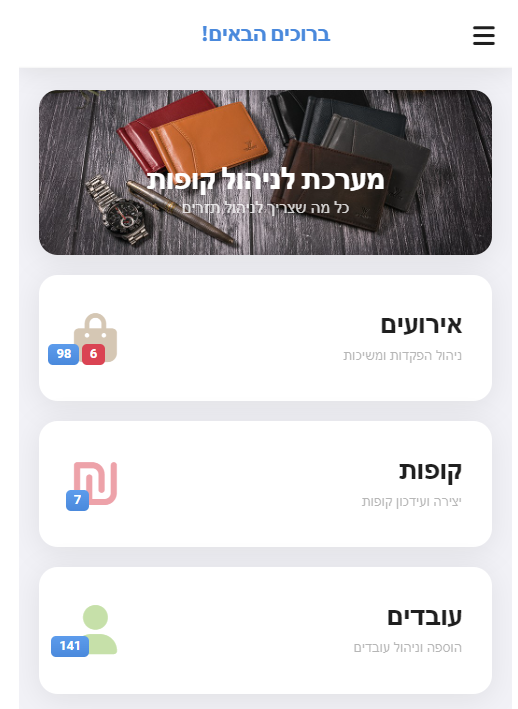 ברוכים הבאים!
מערכת לניהול קופות
כל מה שצריך לניהול תזרים
אירועים
ניהול הפקדות ומשיכות
98 6
קופות
יצירה ועידכון קופות
7
עובדים
הוספה וניהול עובדים
141